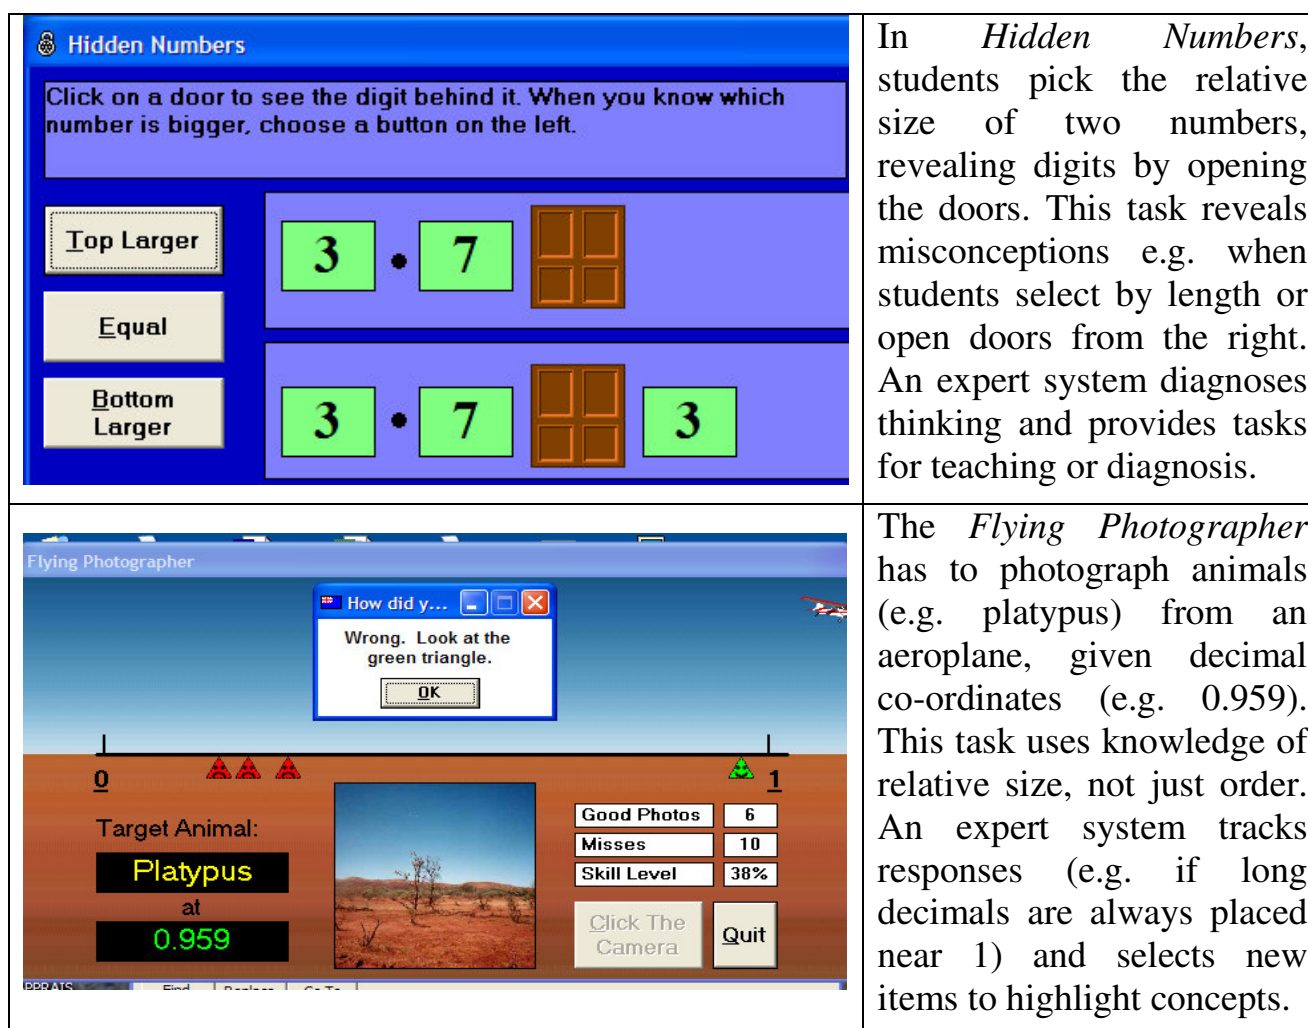 Hidden Numbers
Click on a door to see the digit behind it. When you know which
number is bigger, choose a button on the left.
Top Larger
Equal
Bottom
Larger
3 . 7
3 . 7 3
In Hidden Numbers,
students pick the relative
size of two numbers,
revealing digits by opening
the doors. This task reveals
misconceptions e.g. when
students select by length or
open doors from the right.
An expert system diagnoses
thinking and provides tasks
for teaching or diagnosis.
Flying Photographer
How did y...
Wrong. Look at the
green triangle.
OK
0
1
Target Animal:
Platypus
at
0.959
Good Photos 6
Misses 10
Skill Level 38%
Click The
Camera
Quit
The Flying Photographer
has to photograph animals
(e.g. platypus) from an
aeroplane, given decimal
co-ordinates (e.g. 0.959).
This task uses knowledge of
relative size, not just order.
An expert system tracks
responses (e.g. if long
decimals are always placed
near 1) and selects new
items to highlight concepts.